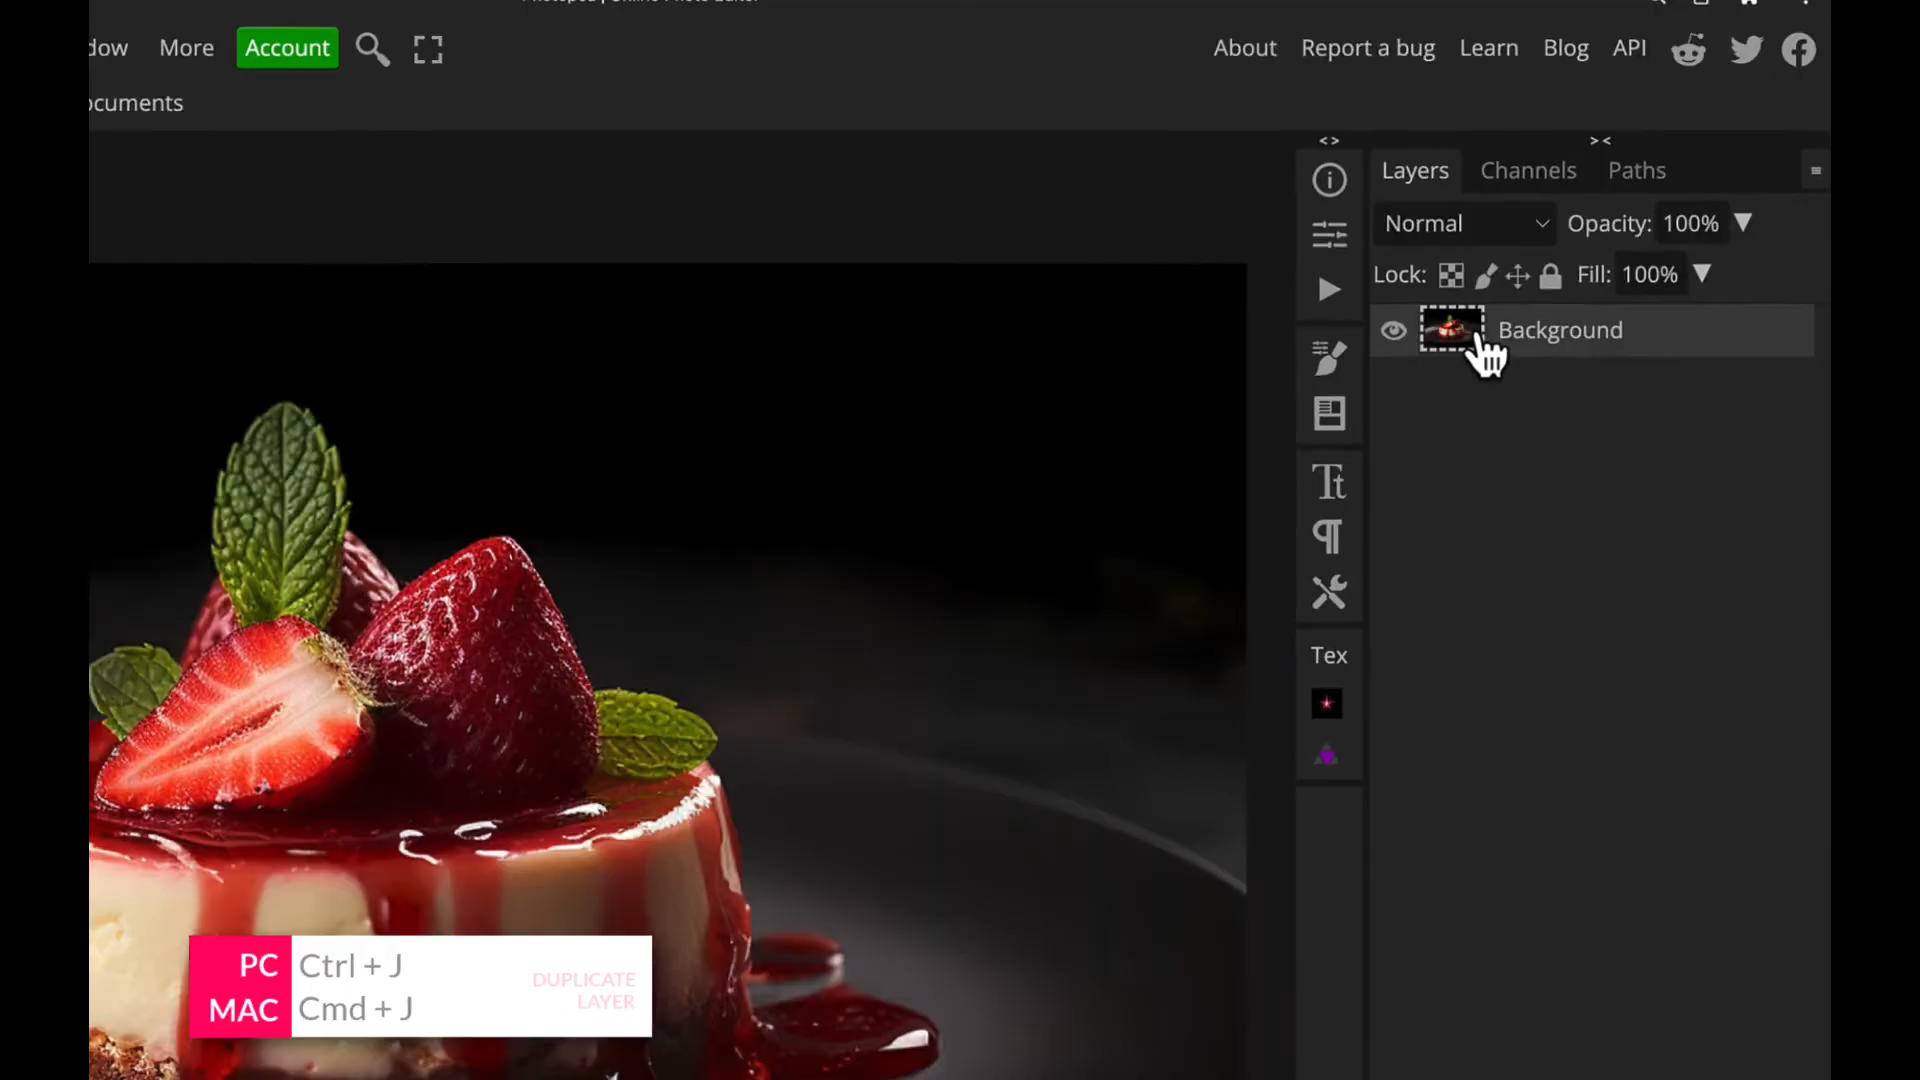 dow More Account About Report a bug Learn Blog API
ocuments
Layers Channels Paths
Normal Opacity: 100%
Lock: Fill: 100%
Background
Tex
PC Ctrl + J
MAC Cmd + J
DUPLICATE
LAYER